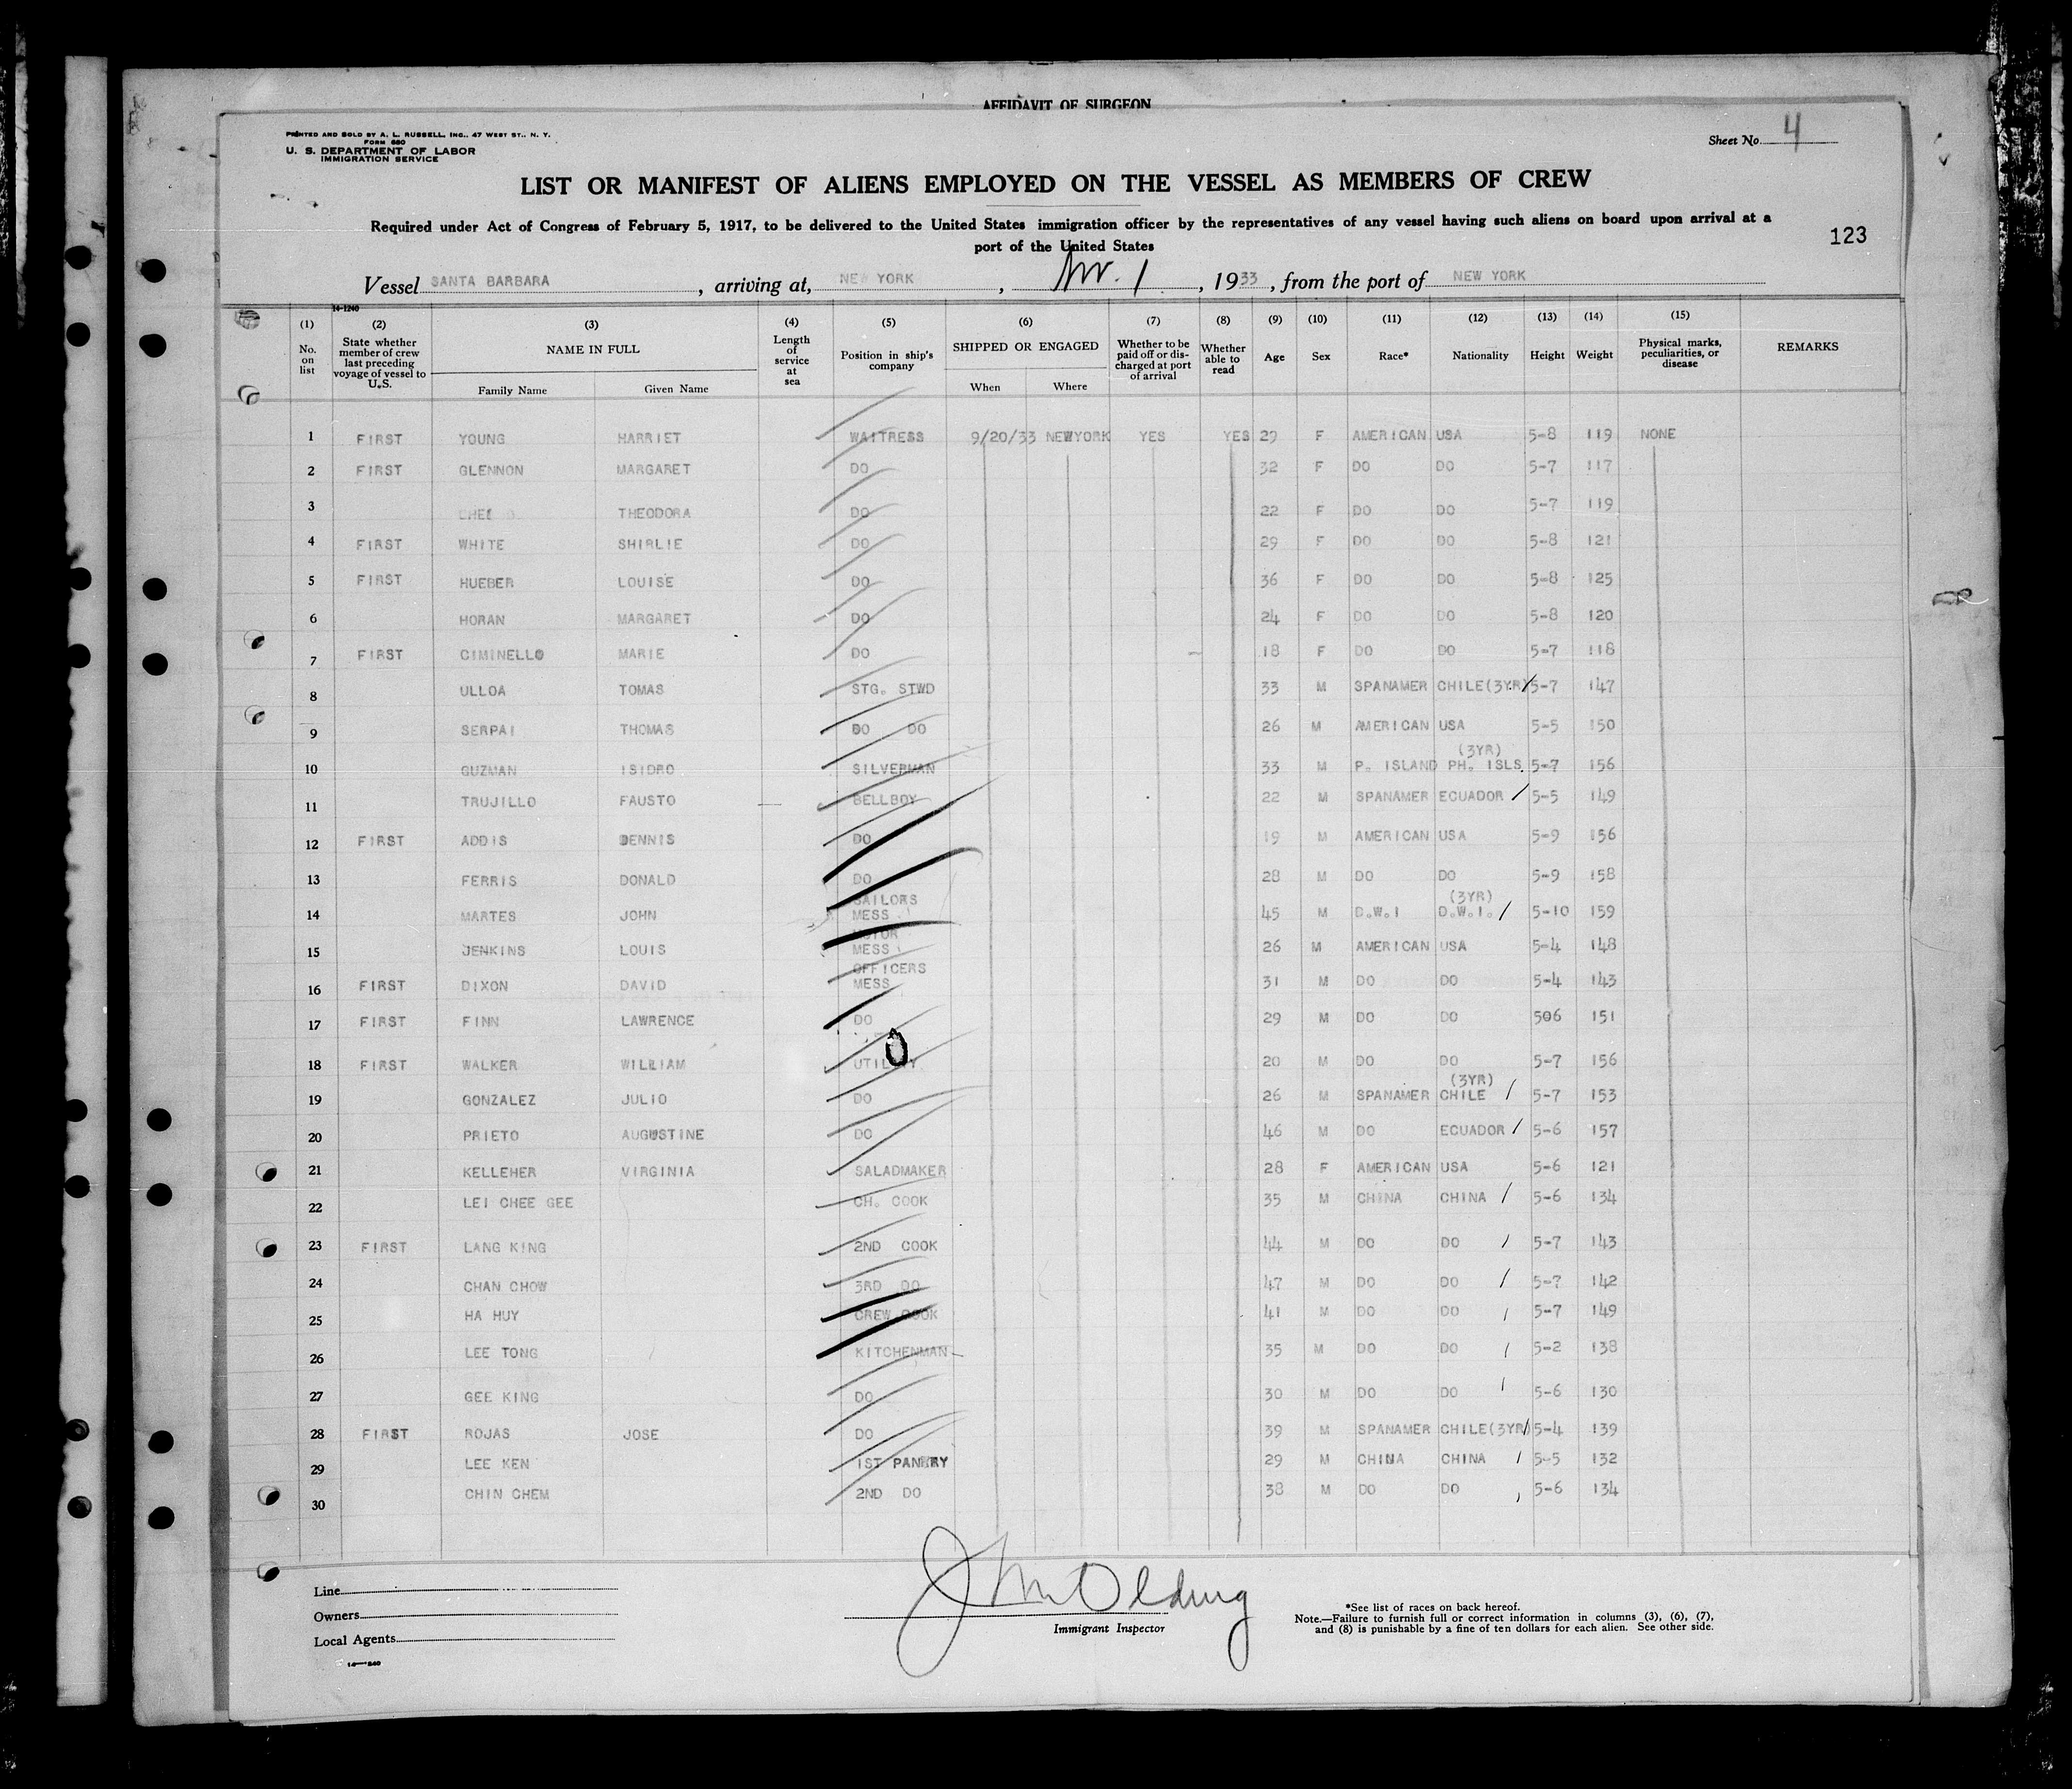 AFFIDAVIT OF SURGEON
PRINTED AND SOLD BY A. L. RUSSELL, INC., 47 WEST ST., N. Y.
FORM 680
U. S. DEPARTMENT OF LABOR
IMMIGRATION SERVICE
Sheet No. 4
LIST OR MANIFEST OF ALIENS EMPLOYED ON THE VESSEL AS MEMBERS OF CREW
Required under Act of Congress of February 5, 1917, to be delivered to the United States immigration officer by the representatives of any vessel having such aliens on board upon arrival at a
port of the United States
123
Vessel SANTA BARBARA, arriving at, NEW YORK, Nov. 1, 1933, from the port of NEW YORK
14-1240
(1) No. on list (2) State whether member of crew last preceding voyage of vessel to U.S. (3) NAME IN FULL Family Name Given Name (4) Length of service at sea (5) Position in ship's company (6) SHIPPED OR ENGAGED When Where (7) Whether to be paid off or discharged at port of arrival (8) Whether able to read (9) Age (10) Sex (11) Race* (12) Nationality (13) Height (14) Weight (15) Physical marks, peculiarities, or disease REMARKS
1 FIRST YOUNG HARRIET WAITRESS 9/20/33 NEWYORK YES YES 29 F AMERICAN USA 5-8 119 NONE
2 FIRST GLENNON MARGARET DO 32 F DO DO 5-7 117
3 THEODORA DO 22 F DO DO 5-7 119
4 FIRST WHITE SHIRLIE DO 29 F DO DO 5-8 121
5 FIRST HUEBER LOUISE DO 36 F DO DO 5-8 125
6 HORAN MARGARET DO 24 F DO DO 5-8 120
7 FIRST CIMINELLO MARIE DO 18 F DO DO 5-7 118
8 ULLOA TOMAS STG. STWD 33 M SPANAMER CHILE(3YR) 5-7 147
9 SERPAI THOMAS DO DO 26 M AMERICAN USA 5-5 150
10 GUZMAN ISIDRO SILVERMAN 33 M P. ISLAND (3YR) PH. ISLS. 5-7 156
11 TRUJILLO FAUSTO BELLBOY 22 M SPANAMER ECUADOR 5-5 149
12 FIRST ADDIS DENNIS DO 19 M AMERICAN USA 5-9 156
13 FERRIS DONALD DO 28 M DO DO 5-9 158
14 MARTES JOHN SAILORS MESS 45 M D.W.I (3YR) D.W.I. 5-10 159
15 JENKINS LOUIS MOTOR MESS 26 M AMERICAN USA 5-4 148
16 FIRST DIXON DAVID OFFICERS MESS 31 M DO DO 5-4 143
17 FIRST FINN LAWRENCE DO 29 M DO DO 506 151
18 FIRST WALKER WILLIAM UTILITY 20 M DO DO 5-7 156
19 GONZALEZ JULIO DO 26 M SPANAMER (3YR) CHILE 5-7 153
20 PRIETO AUGUSTINE DO 46 M DO ECUADOR 5-6 157
21 KELLEHER VIRGINIA SALADMAKER 28 F AMERICAN USA 5-6 121
22 LEI CHEE GEE CH. COOK 35 M CHINA CHINA 5-6 134
23 FIRST LANG KING 2ND COOK 44 M DO DO 5-7 143
24 CHAN CHOW 3RD DO 47 M DO DO 5-7 142
25 HA HUY CREW COOK 41 M DO DO 5-7 149
26 LEE TONG KITCHENMAN 35 M DO DO 5-2 138
27 GEE KING DO 30 M DO DO 5-6 130
28 FIRST ROJAS JOSE DO 39 M SPANAMER CHILE(3YR) 5-4 139
29 LEE KEN 1ST PANTRY 29 M CHINA CHINA 5-5 132
30 CHIN CHEM 2ND DO 38 M DO DO 5-6 134
Line
Owners
Local Agents
J M Olding
Immigrant Inspector
*See list of races on back hereof.
Note.—Failure to furnish full or correct information in columns (3), (6), (7),
and (8) is punishable by a fine of ten dollars for each alien. See other side.